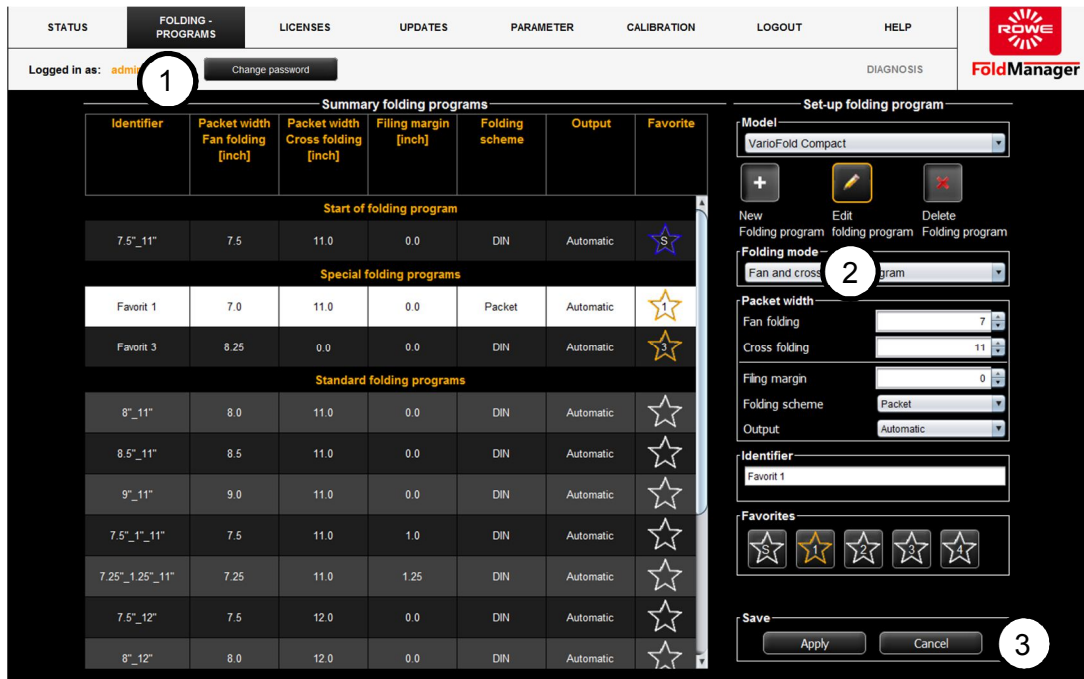 STATUS
FOLDING -
PROGRAMS
LICENSES
UPDATES
PARAMETER
CALIBRATION
LOGOUT
HELP
ROWE
FoldManager
Logged in as:
1
Change password
DIAGNOSIS
Summary folding programs
Identifier Packet width Packet width Filing margin Folding Output Favorite
Fan folding Cross folding [inch] scheme
[inch] [inch]
Start of folding program
7.5"_11" 7.5 11.0 0.0 DIN Automatic S
Special folding programs
Favorit 1 7.0 11.0 0.0 Packet Automatic 1
Favorit 3 8.25 0.0 0.0 DIN Automatic 3
Standard folding programs
8"_11" 8.0 11.0 0.0 DIN Automatic
8.5"_11" 8.5 11.0 0.0 DIN Automatic
9"_11" 9.0 11.0 0.0 DIN Automatic
7.5"_1"_11" 7.5 11.0 1.0 DIN Automatic
7.25"_1.25"_11" 7.25 11.0 1.25 DIN Automatic
7.5"_12" 7.5 12.0 0.0 DIN Automatic
8"_12" 8.0 12.0 0.0 DIN Automatic
Set-up folding program
Model
VarioFold Compact
New Edit Delete
Folding program folding program Folding program
Folding mode
Fan and cross
2
Packet width
Fan folding 7
Cross folding 11
Filing margin 0
Folding scheme Packet
Output Automatic
Identifier
Favorit 1
Favorites
S 1 2 3 4
Save
Apply Cancel
3